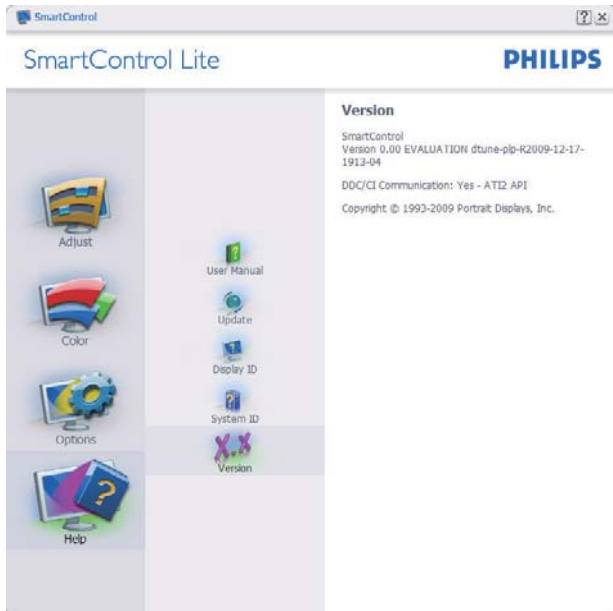 SmartControl
SmartControl Lite
PHILIPS
Adjust
Color
Options
Help
User Manual
Update
Display ID
System ID
X.X
Version
Version
SmartControl
Version 0.00 EVALUATION dtune-plp-R2009-12-17-
1913-04
DDC/CI Communication: Yes - ATI2 API
Copyright © 1993-2009 Portrait Displays, Inc.